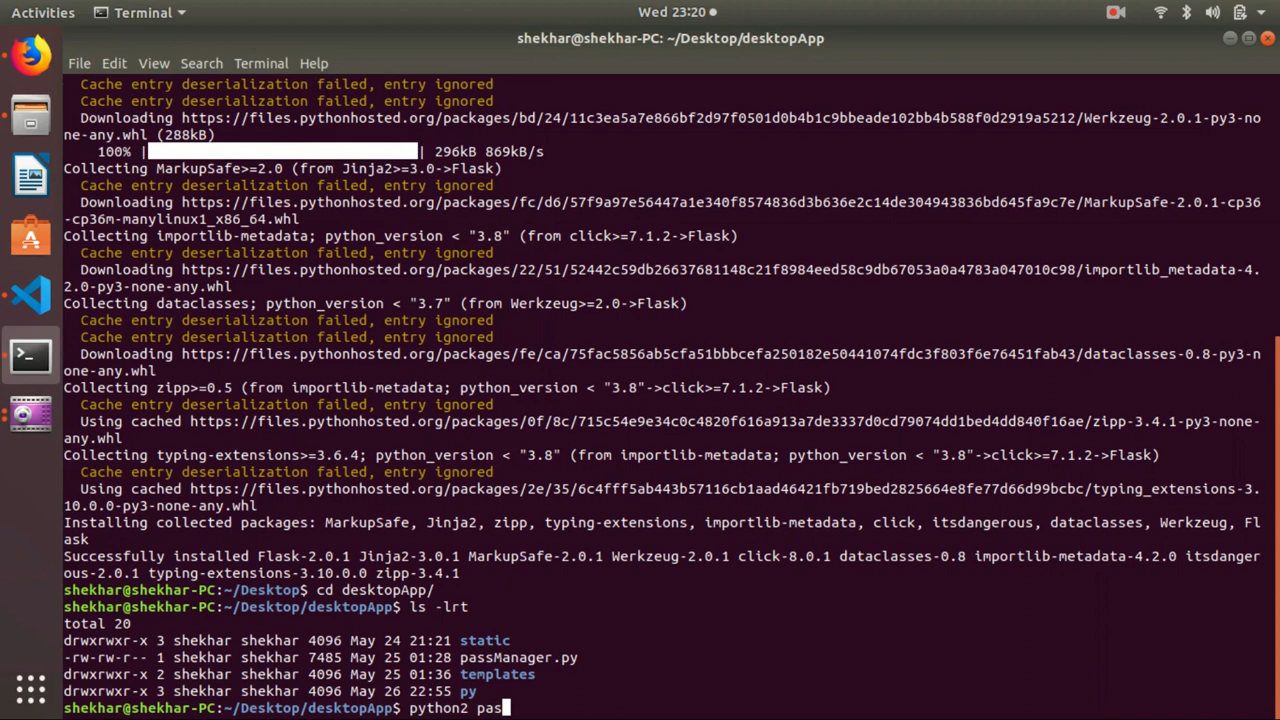 Activities Terminal Wed 23:20
shekhar@shekhar-PC: ~/Desktop/desktopApp
File Edit View Search Terminal Help
Cache entry deserialization failed, entry ignored
Cache entry deserialization failed, entry ignored
Downloading https://files.pythonhosted.org/packages/bd/24/11c3ea5a7e866bf2d97f0501d0b4b1c9bbeade102bb4b588f0d2919a5212/Werkzeug-2.0.1-py3-no
ne-any.whl (288kB)
100% | | 296kB 869kB/s
Collecting MarkupSafe>=2.0 (from Jinja2>=3.0->Flask)
Cache entry deserialization failed, entry ignored
Downloading https://files.pythonhosted.org/packages/fc/d6/57f9a97e56447a1e340f8574836d3b636e2c14de304943836bd645fa9c7e/MarkupSafe-2.0.1-cp36
-cp36m-manylinux1_x86_64.whl
Collecting importlib-metadata; python_version < "3.8" (from click>=7.1.2->Flask)
Cache entry deserialization failed, entry ignored
Downloading https://files.pythonhosted.org/packages/22/51/52442c59db26637681148c21f8984eed58c9db67053a0a4783a047010c98/importlib_metadata-4.
2.0-py3-none-any.whl
Collecting dataclasses; python_version < "3.7" (from Werkzeug>=2.0->Flask)
Cache entry deserialization failed, entry ignored
Cache entry deserialization failed, entry ignored
Downloading https://files.pythonhosted.org/packages/fe/ca/75fac5856ab5cfa51bbbcefa250182e50441074fdc3f803f6e76451fab43/dataclasses-0.8-py3-n
one-any.whl
Collecting zipp>=0.5 (from importlib-metadata; python_version < "3.8"->click>=7.1.2->Flask)
Cache entry deserialization failed, entry ignored
Using cached https://files.pythonhosted.org/packages/0f/8c/715c54e9e34c0c4820f616a913a7de3337d0cd79074dd1bed4dd840f16ae/zipp-3.4.1-py3-none-
any.whl
Collecting typing-extensions>=3.6.4; python_version < "3.8" (from importlib-metadata; python_version < "3.8"->click>=7.1.2->Flask)
Cache entry deserialization failed, entry ignored
Using cached https://files.pythonhosted.org/packages/2e/35/6c4fff5ab443b57116cb1aad46421fb719bed2825664e8fe77d66d99bcbc/typing_extensions-3.
10.0.0-py3-none-any.whl
Installing collected packages: MarkupSafe, Jinja2, zipp, typing-extensions, importlib-metadata, click, itsdangerous, dataclasses, Werkzeug, Fl
ask
Successfully installed Flask-2.0.1 Jinja2-3.0.1 MarkupSafe-2.0.1 Werkzeug-2.0.1 click-8.0.1 dataclasses-0.8 importlib-metadata-4.2.0 itsdanger
ous-2.0.1 typing-extensions-3.10.0.0 zipp-3.4.1
shekhar@shekhar-PC:~/Desktop$ cd desktopApp/
shekhar@shekhar-PC:~/Desktop/desktopApp$ ls -lrt
total 20
drwxrwxr-x 3 shekhar shekhar 4096 May 24 21:21 static
-rw-rw-r-- 1 shekhar shekhar 7485 May 25 01:28 passManager.py
drwxrwxr-x 2 shekhar shekhar 4096 May 25 01:36 templates
drwxrwxr-x 3 shekhar shekhar 4096 May 26 22:55 py
shekhar@shekhar-PC:~/Desktop/desktopApp$ python2 pas